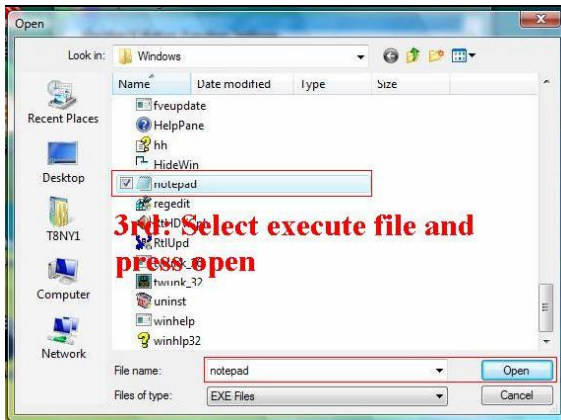 Open
Look in:
Windows
Name
Date modified
Type
Size
Recent Places
Desktop
T8NY1
Computer
Network
fveupdate
HelpPane
hh
HideWin
notepad
regedit
3rd: Select execute file and
RtlUpd
press open
twunk_32
uninst
winhelp
winhlp32
File name:
notepad
Open
Files of type:
EXE Files
Cancel